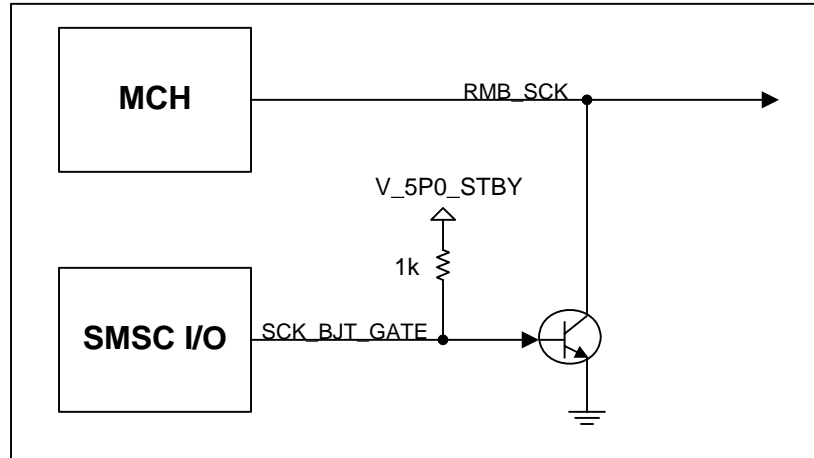 MCH
RMB_SCK
V_5P0_STBY
1k
SMSC I/O
SCK_BJT_GATE